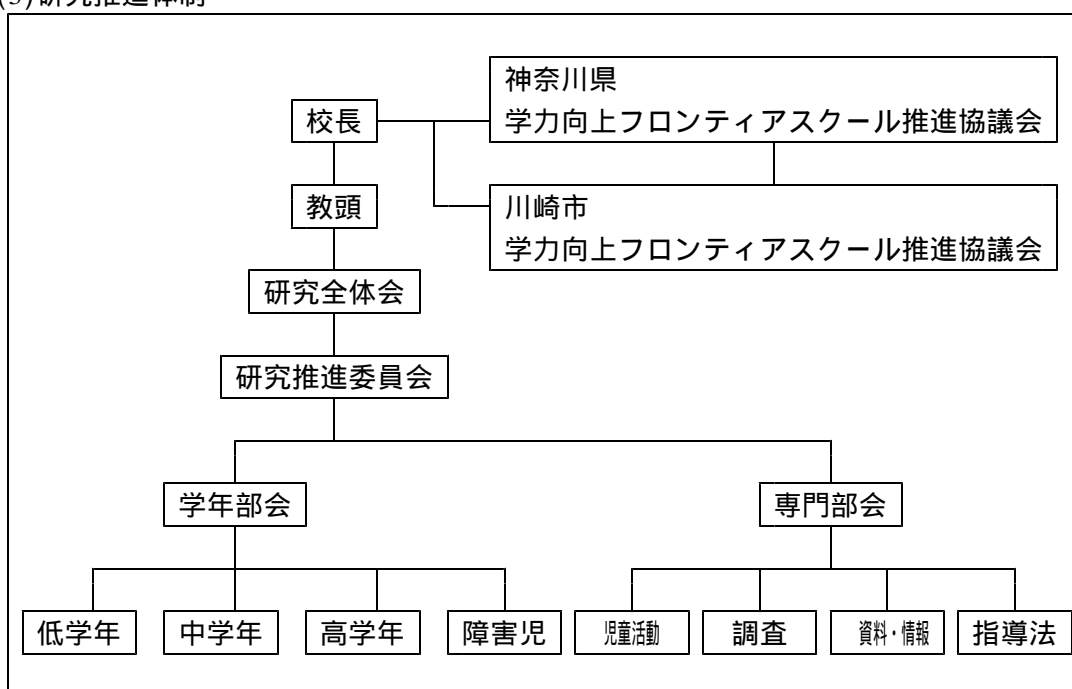 (3)研究推進体制
神奈川県
学力向上フロンティアスクール推進協議会
校長
川崎市
学力向上フロンティアスクール推進協議会
教頭
研究全体会
研究推進委員会
学年部会
専門部会
低学年
中学年
高学年
障害児
児童活動
調査
資料・情報
指導法